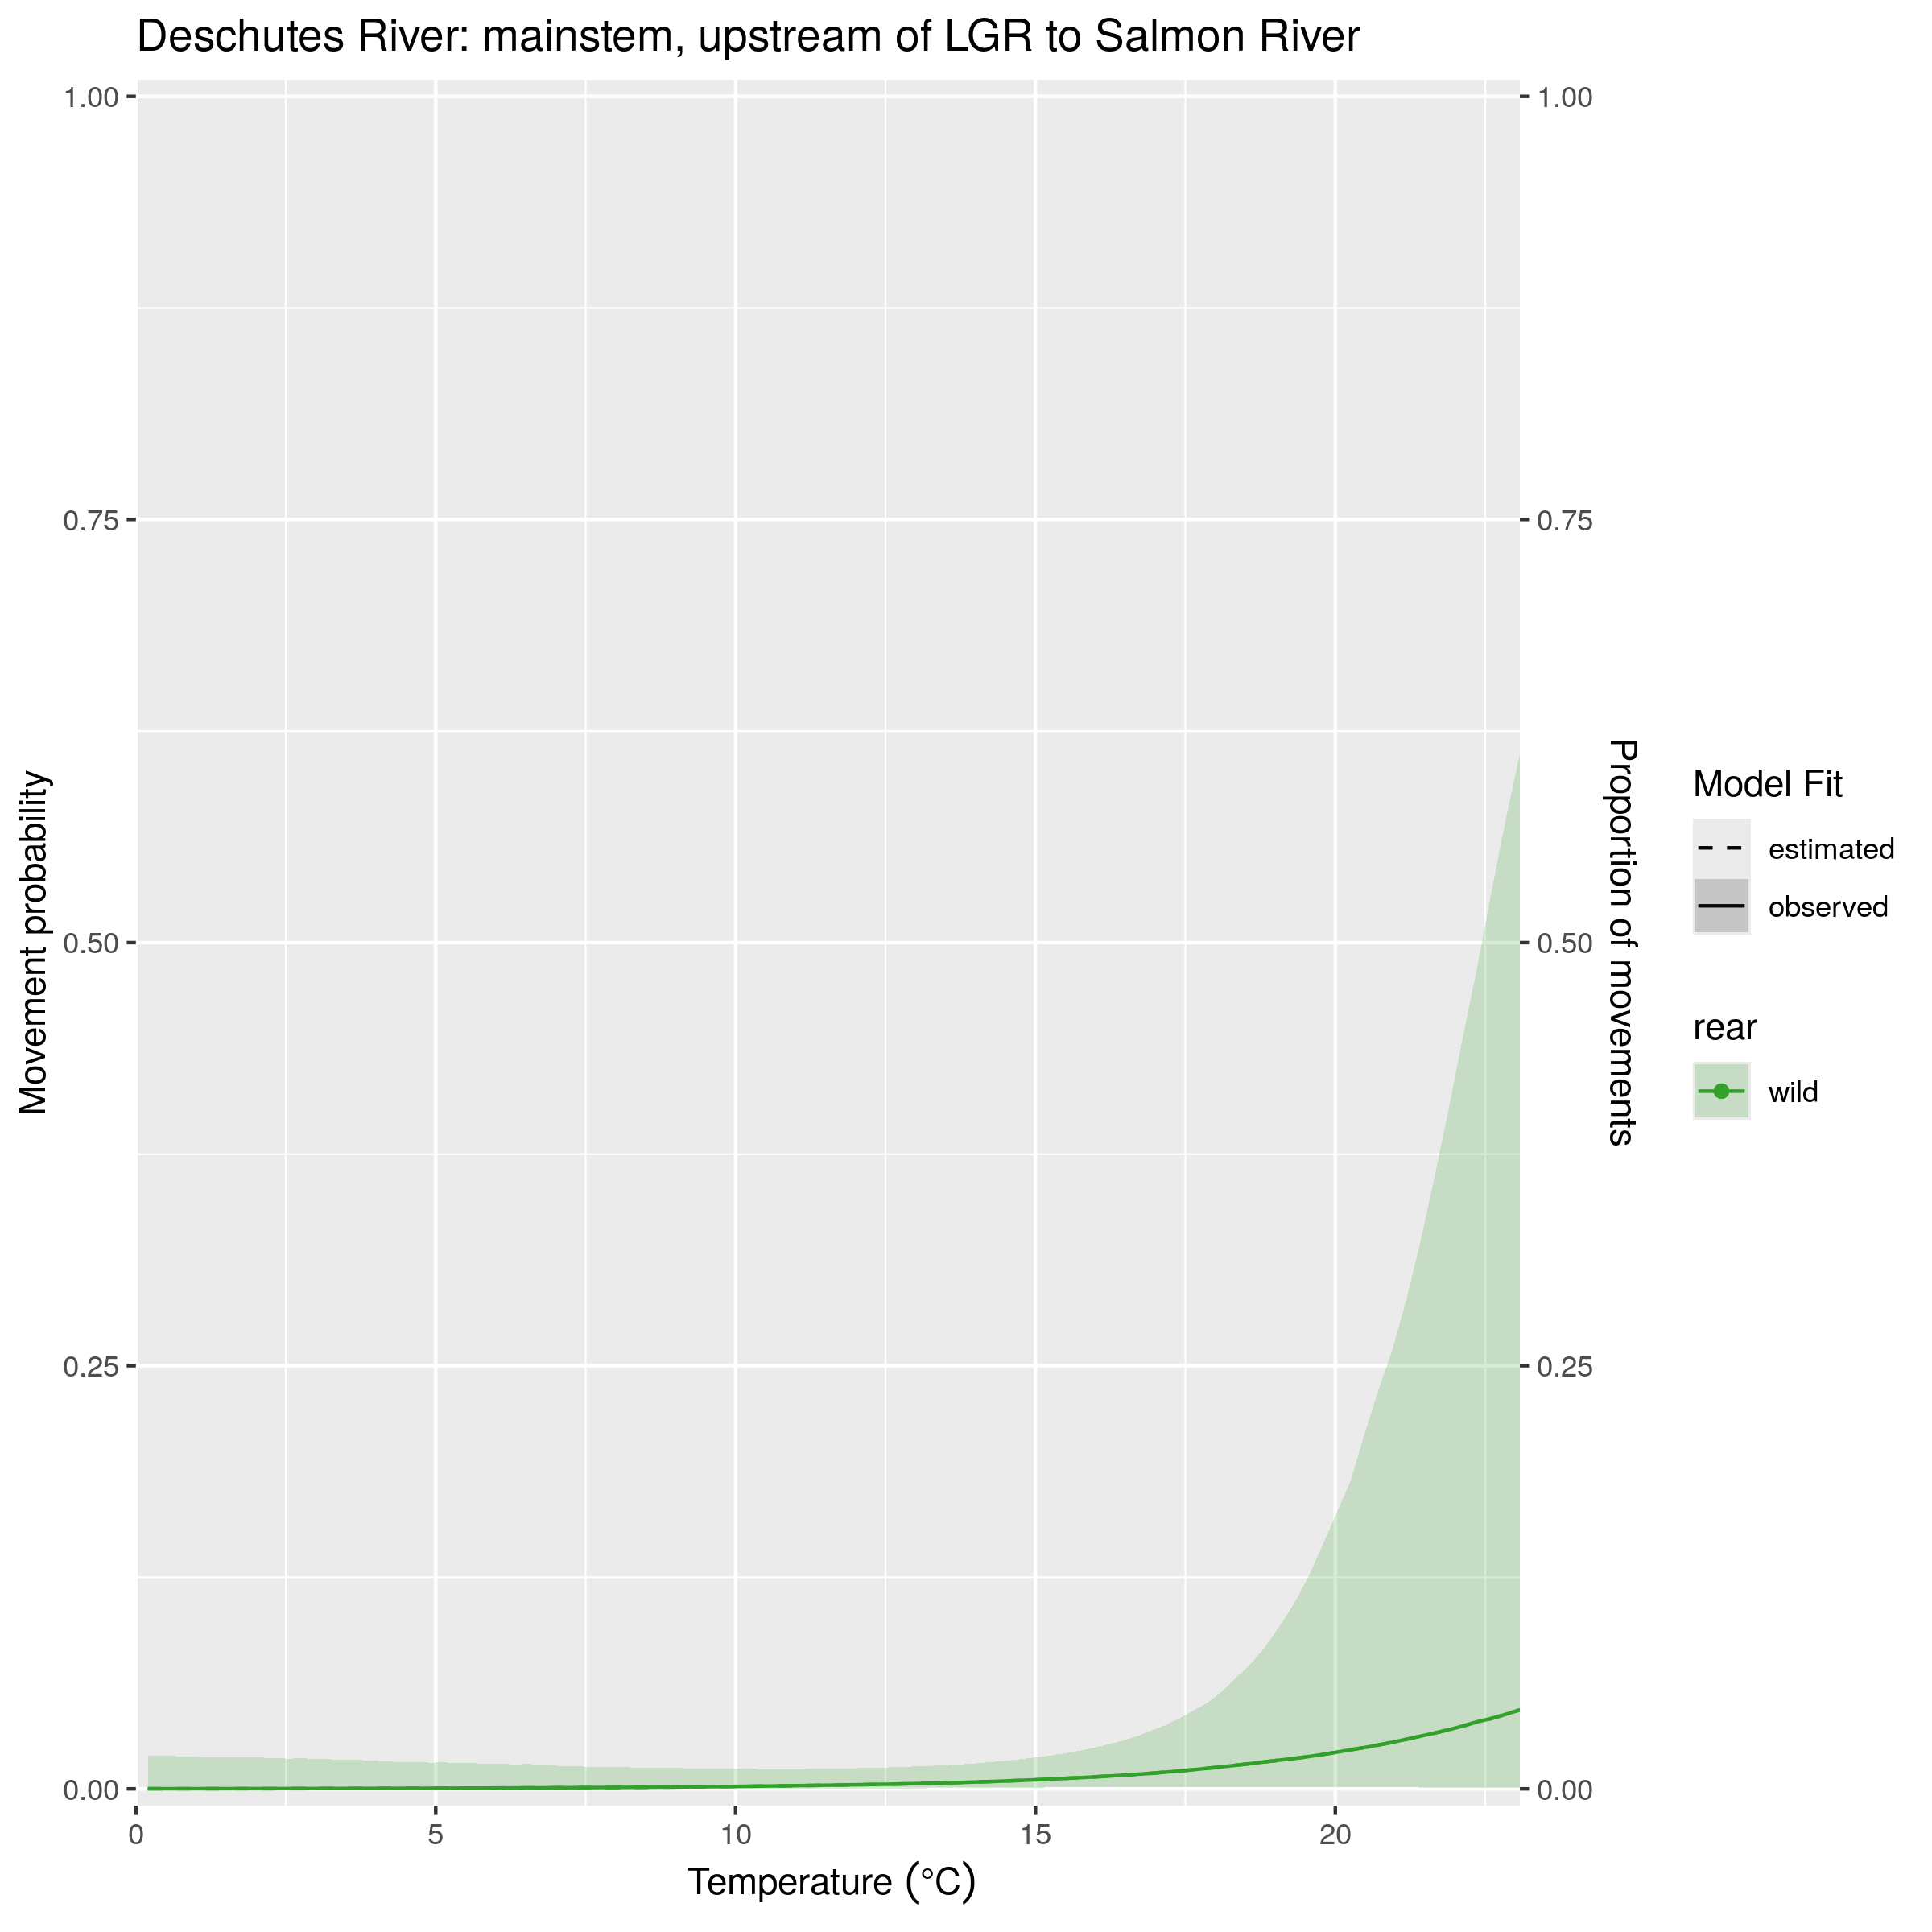 Deschutes River: mainstem, upstream of LGR to Salmon River
Movement probability
1.00
0.75
0.50
0.25
0.00
0
5
10
15
20
Temperature (°C)
1.00
0.75
0.50
0.25
0.00
Proportion of movements
Model Fit
estimated
observed
rear
wild